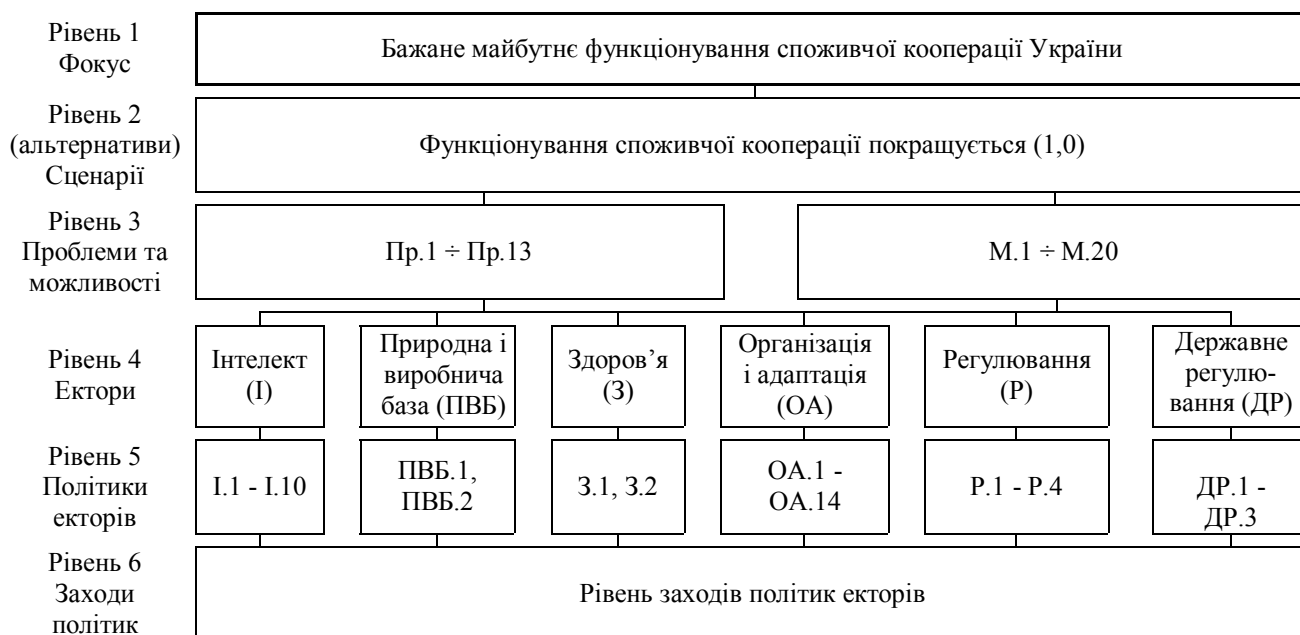 Рівень 1
Фокус
Бажане майбутнє функціонування споживчої кооперації України
Рівень 2
(альтернативи)
Сценарії
Функціонування споживчої кооперації покращується (1,0)
Рівень 3
Проблеми та
можливості
Пр.1 ÷ Пр.13
М.1 ÷ М.20
Рівень 4
Ектори
Інтелект
(І)
Природна і
виробнича
база (ПВБ)
Здоров’я
(З)
Організація
і адаптація
(ОА)
Регулювання
(Р)
Державне
регулю-
вання (ДР)
Рівень 5
Політики
екторів
І.1 - І.10
ПВБ.1,
ПВБ.2
З.1, З.2
ОА.1 -
ОА.14
Р.1 - Р.4
ДР.1 -
ДР.3
Рівень 6
Заходи
політик
Рівень заходів політик екторів